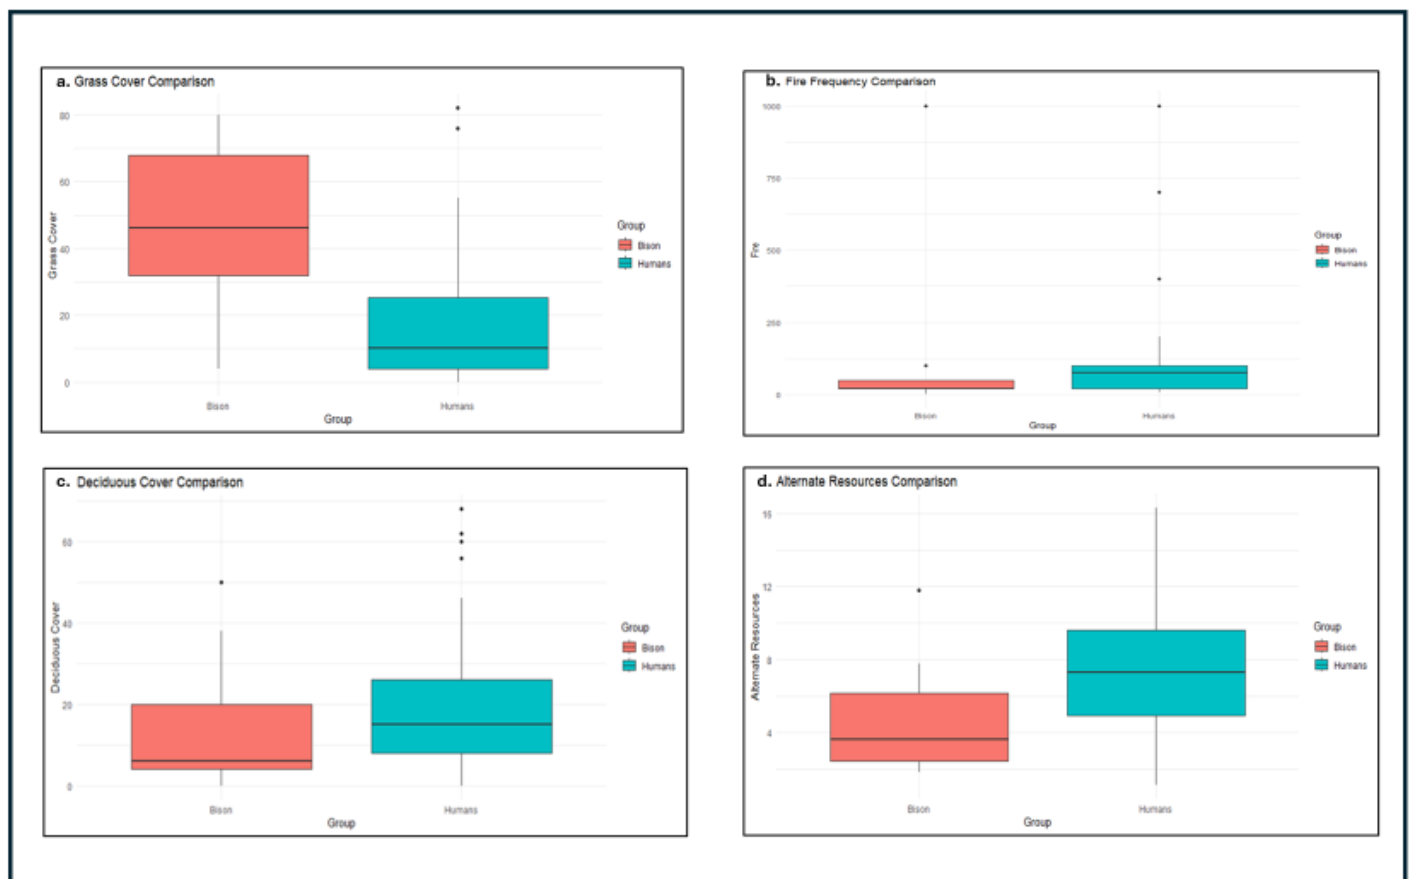 a. Grass Cover Comparison
80
60
40
20
0
Grass Cover
Bison
Humans
Group
Group
Bison
Humans
b. Fire Frequency Comparison
1000
750
500
250
0
Fire
Bison
Humans
Group
Group
Bison
Humans
c. Deciduous Cover Comparison
60
40
20
0
Deciduous Cover
Bison
Humans
Group
Group
Bison
Humans
d. Alternate Resources Comparison
15
12
8
4
Alternate Resources
Bison
Humans
Group
Group
Bison
Humans